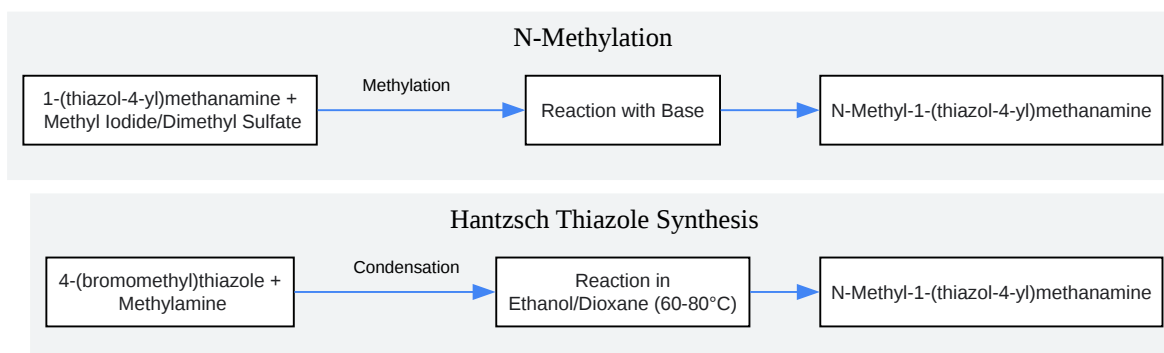 N-Methylation
1-(thiazol-4-yl)methanamine +
Methyl Iodide/Dimethyl Sulfate
Methylation
Reaction with Base
N-Methyl-1-(thiazol-4-yl)methanamine
Hantzsch Thiazole Synthesis
4-(bromomethyl)thiazole +
Methylamine
Condensation
Reaction in
Ethanol/Dioxane (60-80°C)
N-Methyl-1-(thiazol-4-yl)methanamine